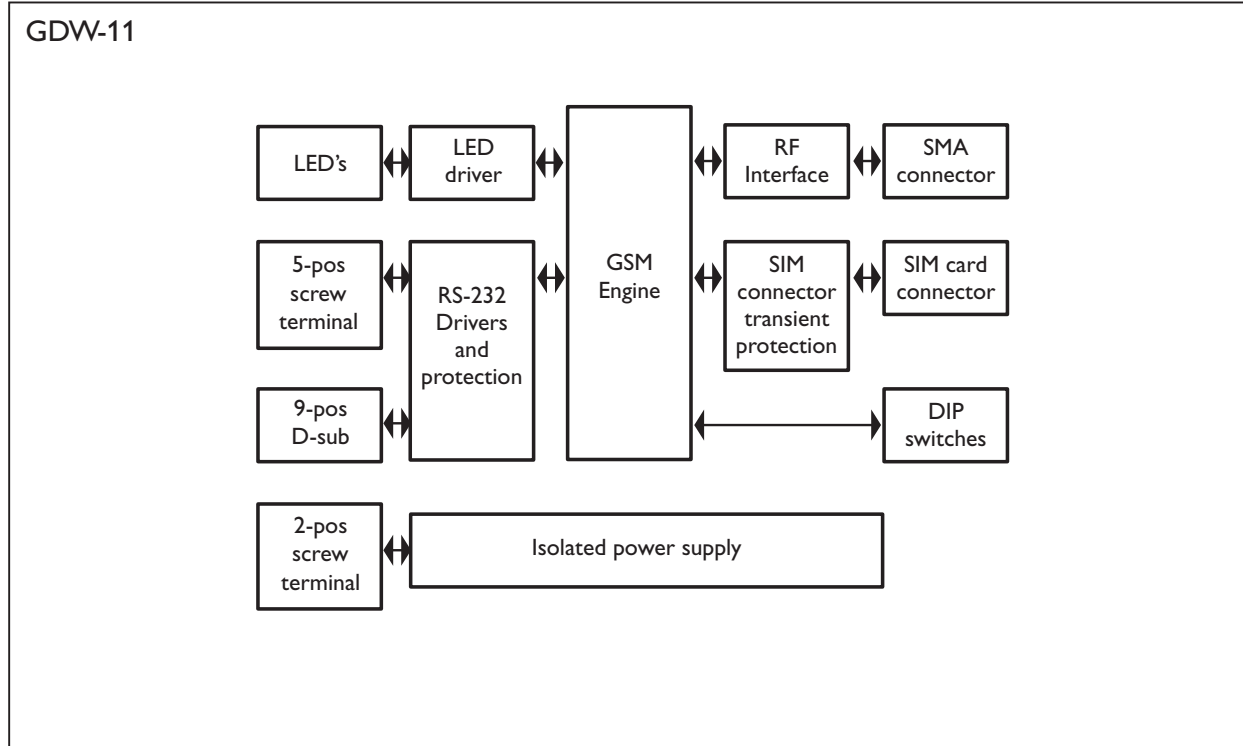 GDW-11
LED's
LED
driver
RF
Interface
SMA
connector
5-pos
screw
terminal
RS-232
Drivers
and
protection
GSM
Engine
SIM
connector
transient
protection
SIM card
connector
9-pos
D-sub
DIP
switches
2-pos
screw
terminal
Isolated power supply